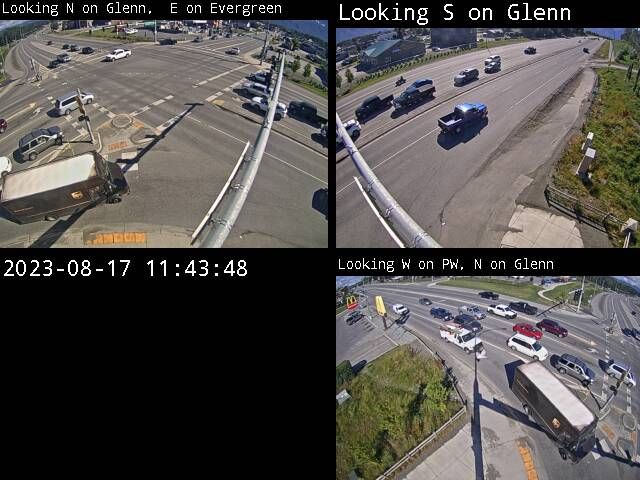 Looking N on Glenn,  E on Evergreen
Looking S on Glenn
2023-08-17 11:43:48
Looking W on PW, N on Glenn
ups